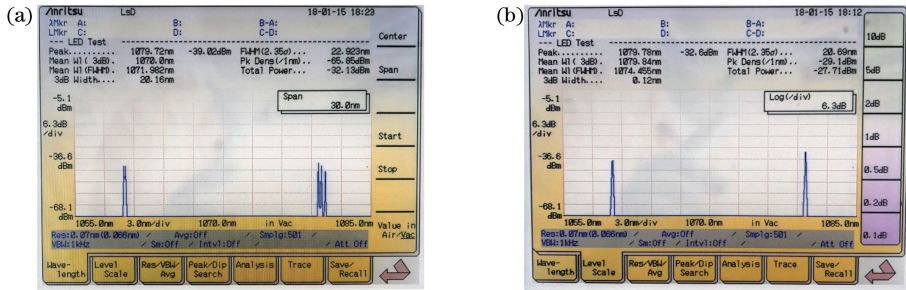 (a)
Anritsu LsD 18-01-15 18:23
λMkr A: B: B-A:
LMkr C: D: C-D:
--- LED Test ---
Peak......... 1079.72nm -39.02dBm FWHM(2.35σ)... 22.923nm
Mean Wl( 3dB). 1070.0nm Pk Dens(/1nm).. -65.85dBm
Mean Wl(FWHM). 1071.982nm Total Power... -32.13dBm
3dB Width.... 20.16nm
Span
30.0nm
-5.1
dBm
6.3dB
/div
-36.6
dBm
-68.1
dBm
1055.0nm 3.0nm/div 1070.0nm in Vac 1085.0nm
Res:0.07nm(0.066nm) / Avg:Off / Smplg:501 /
VBW:1kHz / Sm:Off / Intvl:Off / / Att Off
Center
Span
Start
Stop
Value in
Air/Vac
Wave-
length
Level
Scale
Res/VBW/
Avg
Peak/Dip
Search
Analysis
Trace
Save/
Recall
(b)
Anritsu LsD 18-01-15 18:12
λMkr A: B: B-A:
LMkr C: D: C-D:
--- LED Test ---
Peak......... 1079.78nm -32.6dBm FWHM(2.35σ)... 20.69nm
Mean Wl( 3dB). 1079.84nm Pk Dens(/1nm).. -29.1dBm
Mean Wl(FWHM). 1074.455nm Total Power... -27.71dBm
3dB Width.... 0.12nm
Log(/div)
6.3dB
-5.1
dBm
6.3dB
/div
-36.6
dBm
-68.1
dBm
1055.0nm 3.0nm/div 1070.0nm in Vac 1085.0nm
Res:0.07nm(0.066nm) / Avg:Off / Smplg:501 /
VBW:1kHz / Sm:Off / Intvl:Off / / Att Off
10dB
5dB
2dB
1dB
0.5dB
0.2dB
0.1dB
Wave-
length
Level
Scale
Res/VBW/
Avg
Peak/Dip
Search
Analysis
Trace
Save/
Recall